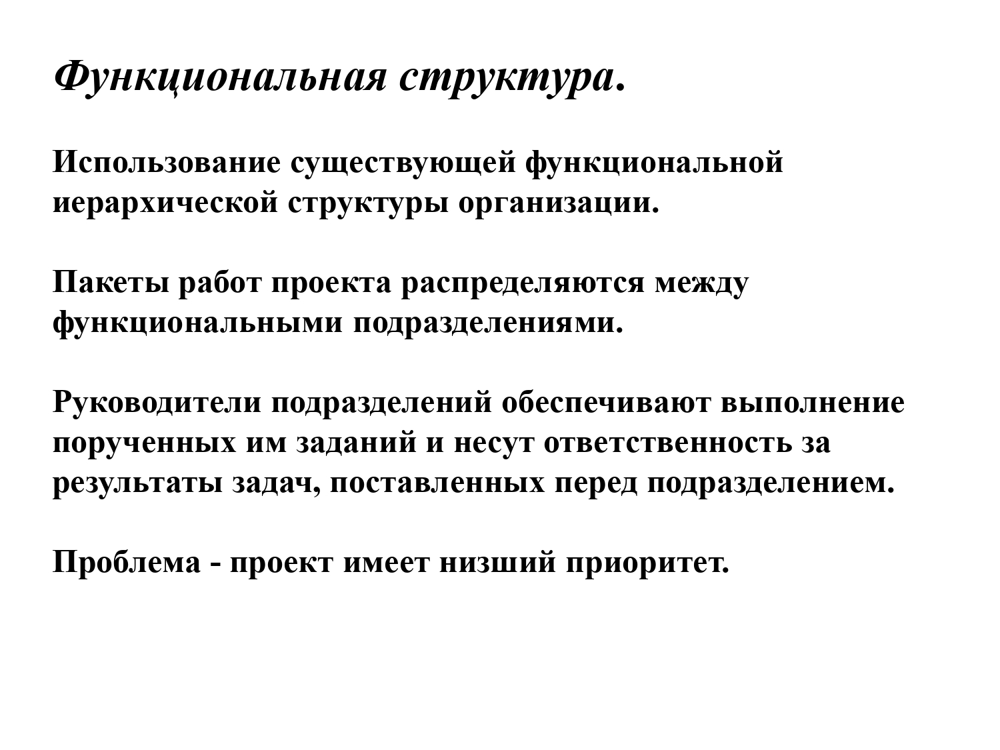 Функциональная структура.
Использование существующей функциональной
иерархической структуры организации.
Пакеты работ проекта распределяются между
функциональными подразделениями.
Руководители подразделений обеспечивают выполнение
порученных им заданий и несут ответственность за
результаты задач, поставленных перед подразделением.
Проблема - проект имеет низший приоритет.